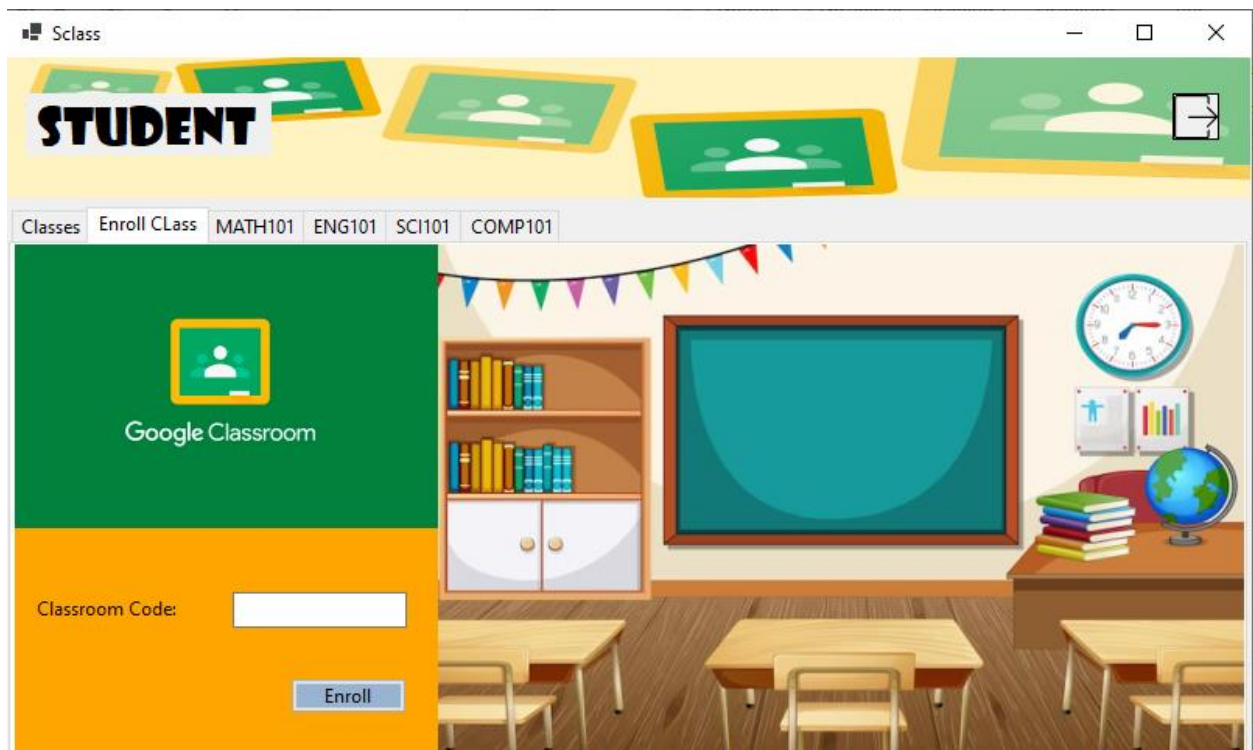 Sclass
STUDENT
Classes Enroll CLass MATH101 ENG101 SCI101 COMP101
Google Classroom
Classroom Code:
Enroll